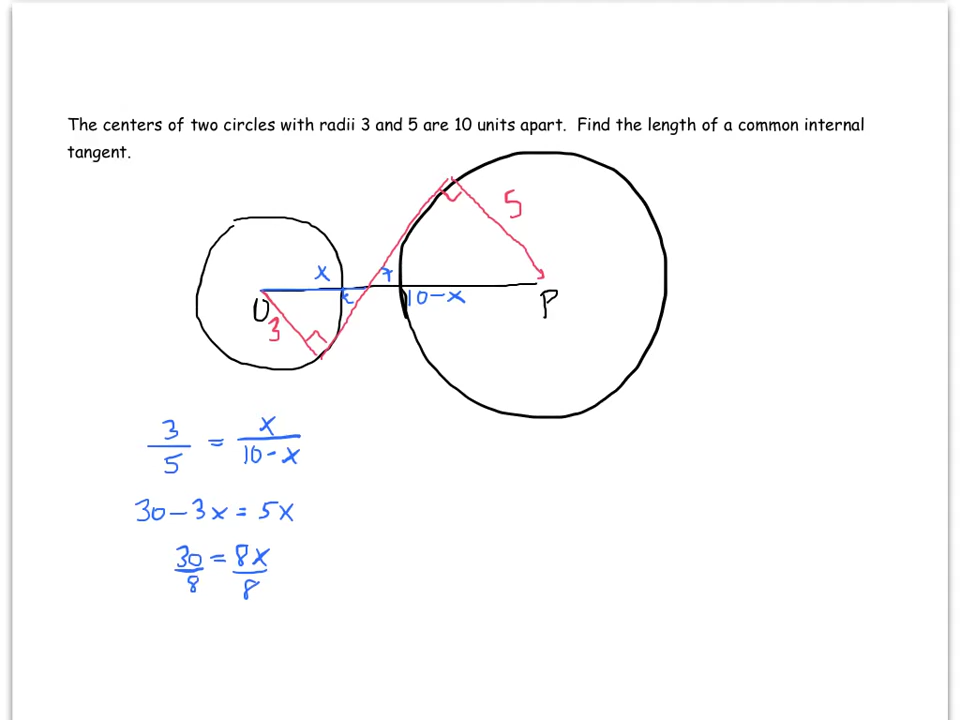 The centers of two circles with radii 3 and 5 are 10 units apart. Find the length of a common internal
tangent.
5
x
10-x
O
P
3
3/5 = x/10-x
30-3x = 5x
30/8 = 8x/8